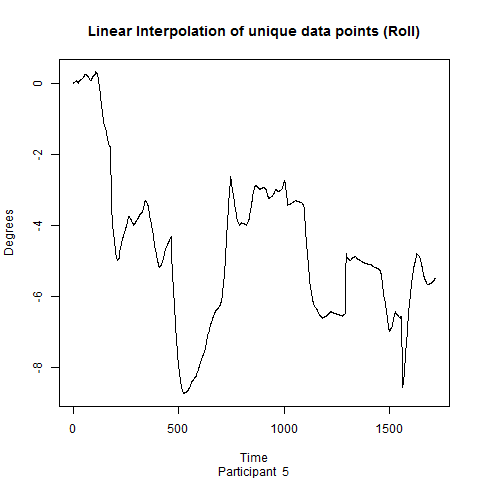 Linear Interpolation of unique data points (Roll)
Degrees
0
-2
-4
-6
-8
0 500 1000 1500
Time
Participant 5